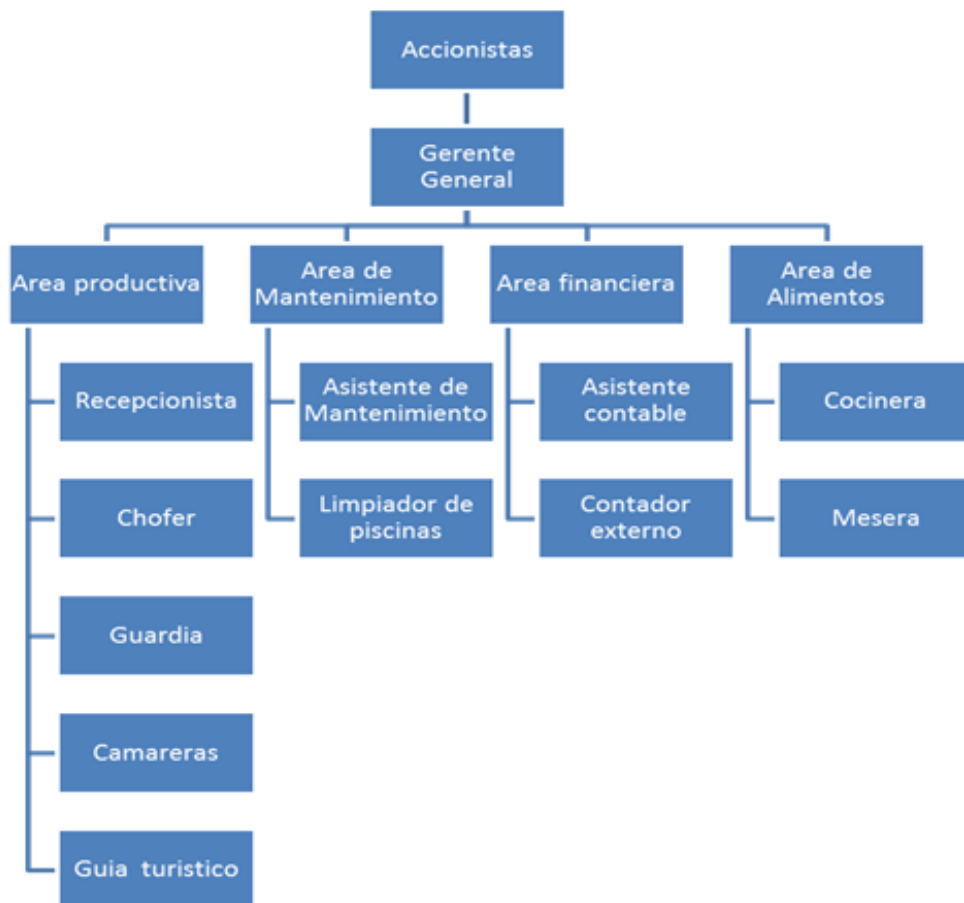 Accionistas
Gerente
General
Area productiva
Area de
Mantenimiento
Area financiera
Area de
Alimentos
Recepcionista
Asistente de
Mantenimiento
Asistente
contable
Cocinera
Chofer
Limpiador de
piscinas
Contador
externo
Mesera
Guardia
Camareras
Guia turistico